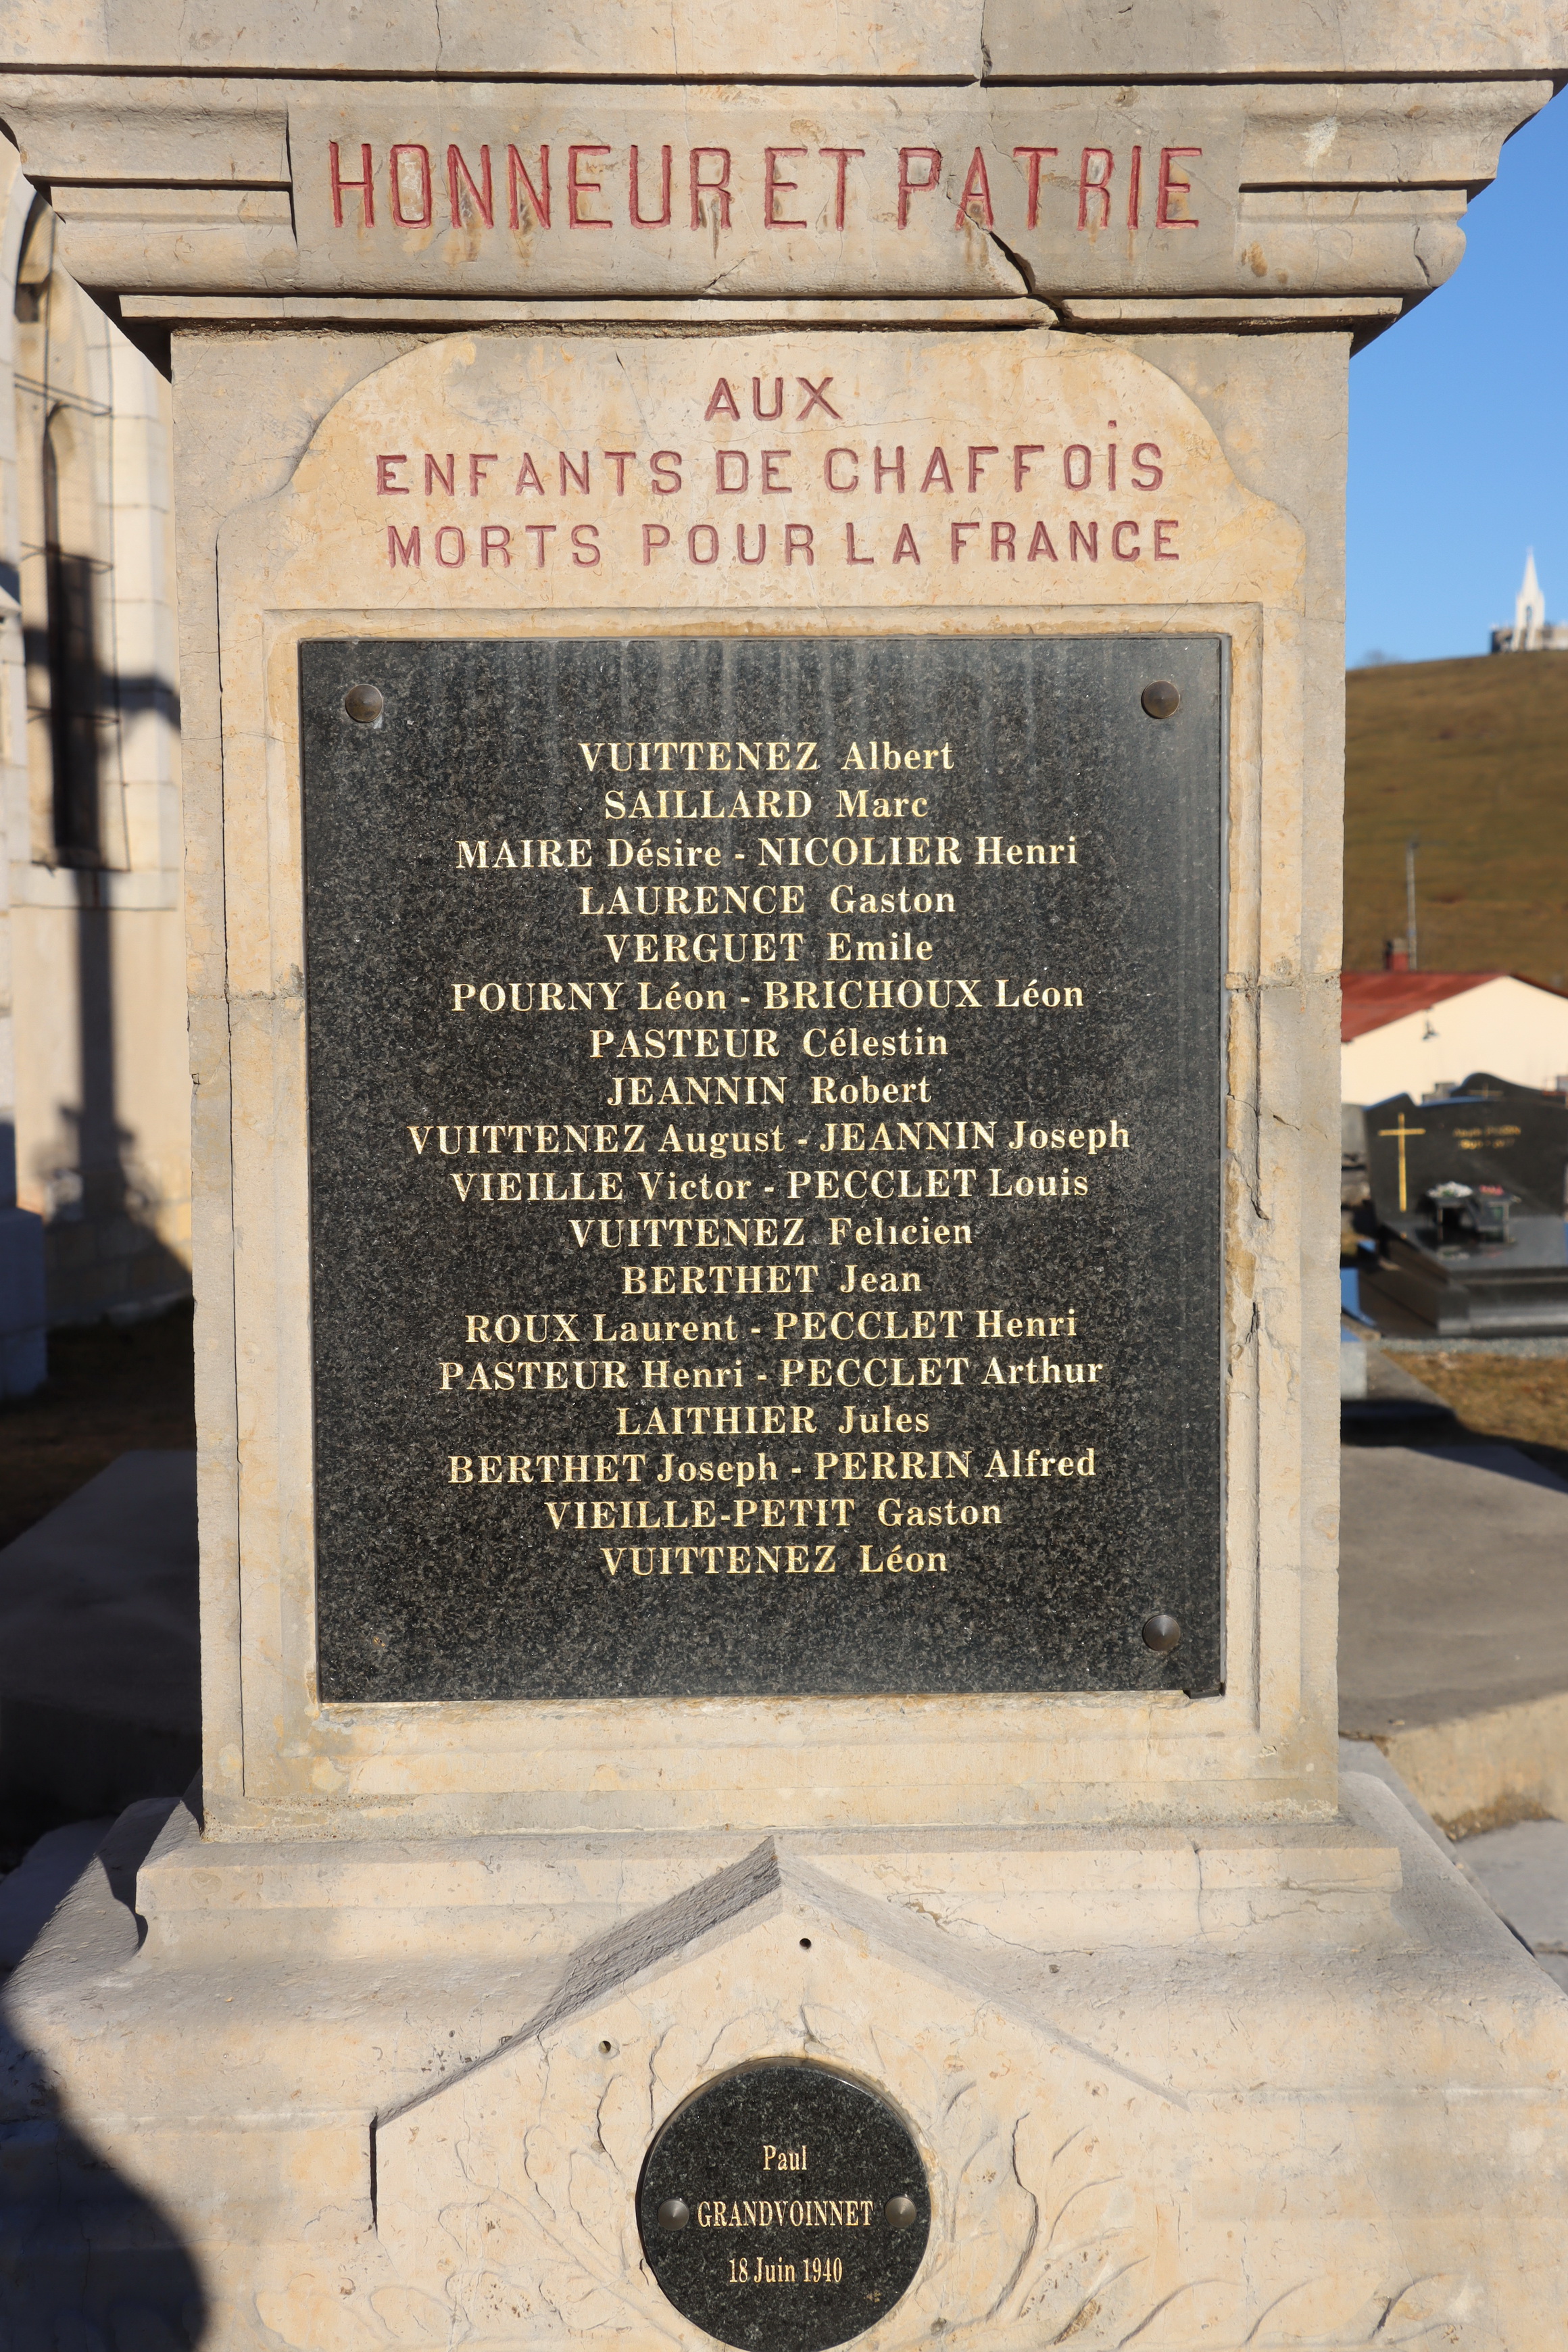 HONNEUR ET PATRIE
AUX
ENFANTS DE CHAFFOiS
MORTS POUR LA FRANCE
VUITTENEZ Albert
SAILLARD Marc
MAIRE Désire - NICOLIER Henri
LAURENCE Gaston
VERGUET Emile
POURNY Léon - BRICHOUX Léon
PASTEUR Célestin
JEANNIN Robert
VUITTENEZ August - JEANNIN Joseph
VIEILLE Victor - PECCLET Louis
VUITTENEZ Felıcien
BERTHET Jean
ROUX Laurent - PECCLET Henri
PASTEUR Henri - PECCLET Arthur
LAITHIER Jules
BERTHET Joseph - PERRIN Alfred
VIEILLE-PETIT Gaston
VUITTENEZ Léon
Paul
GRANDVOINNET
18 Juin 1940